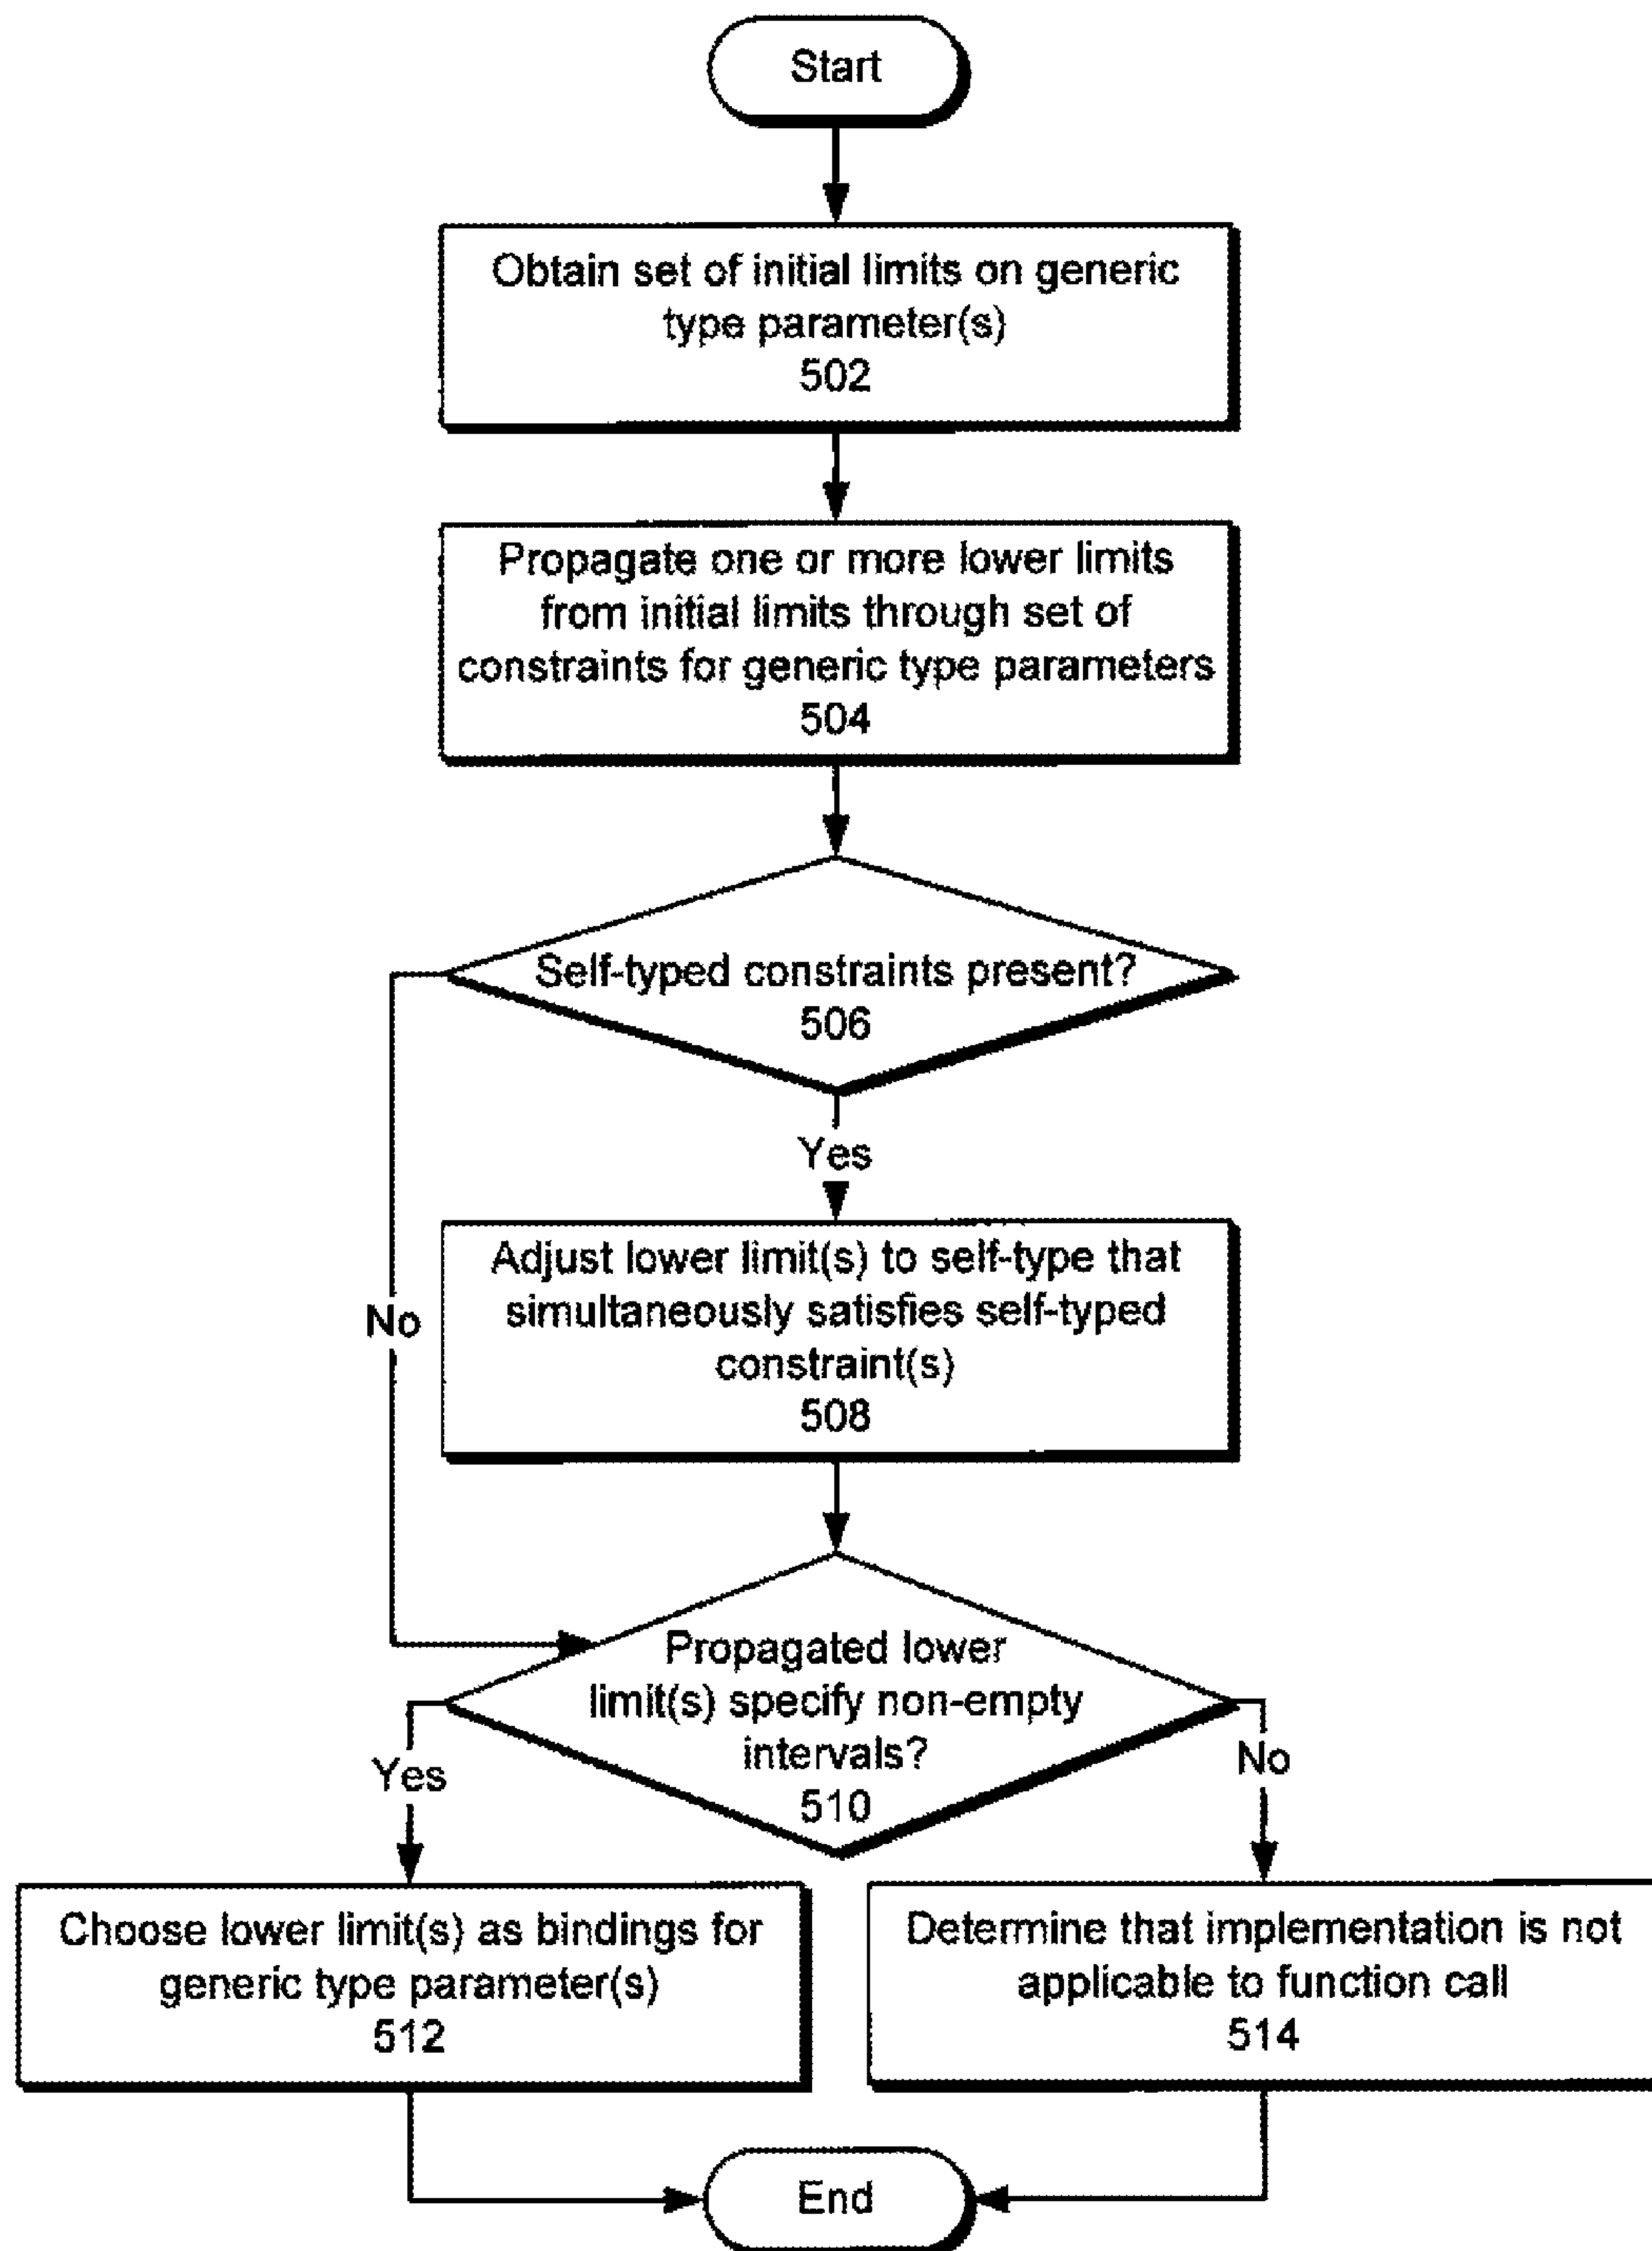 Start
Obtain set of initial limits on generic
type parameter(s)
502
Propagate one or more lower limits
from initial limits through set of
constraints for generic type parameters
504
Self-typed constraints present?
506
Yes
No
Adjust lower limit(s) to self-type that
simultaneously satisfies self-typed
constraint(s)
508
Propagated lower
limit(s) specify non-empty
intervals?
510
Yes
No
Choose lower limit(s) as bindings for
generic type parameter(s)
512
Determine that implementation is not
applicable to function call
514
End